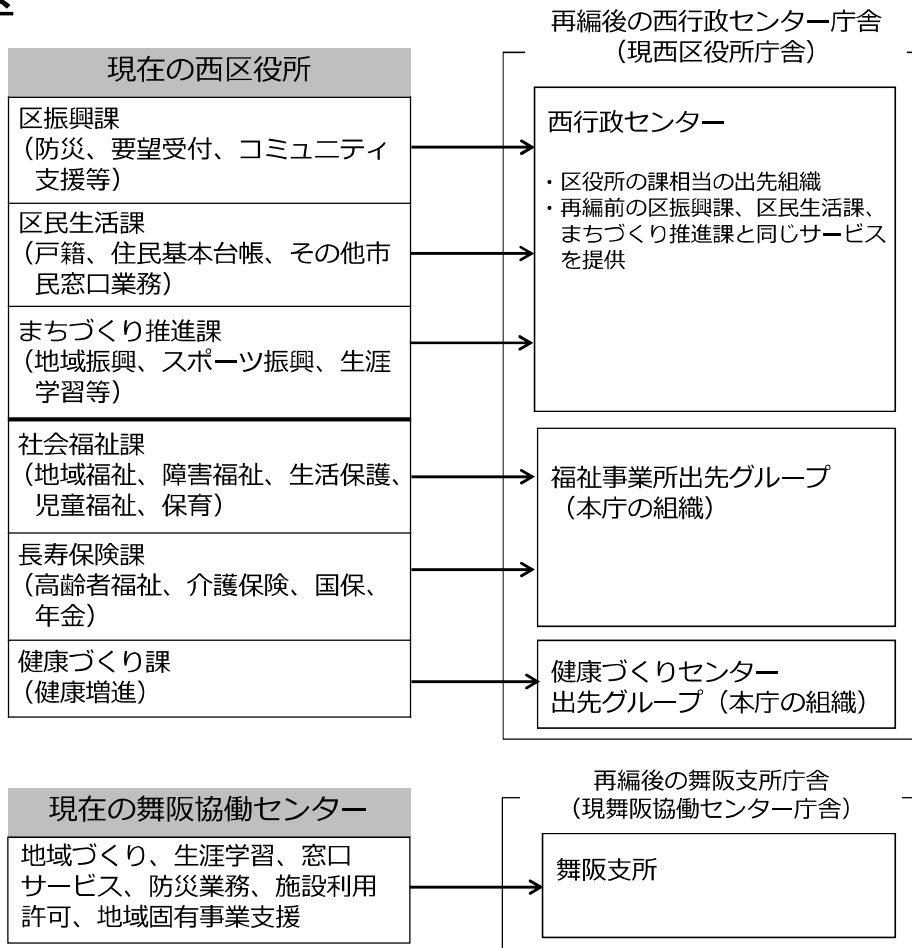 再編後の西行政センター庁舎
（現西区役所庁舎）
現在の西区役所
区振興課
（防災、要望受付、コミュニティ
支援等）
区民生活課
（戸籍、住民基本台帳、その他市
民窓口業務）
まちづくり推進課
（地域振興、スポーツ振興、生涯
学習等）
社会福祉課
（地域福祉、障害福祉、生活保護、
児童福祉、保育）
長寿保険課
（高齢者福祉、介護保険、国保、
年金）
健康づくり課
（健康増進）
西行政センター
・区役所の課相当の出先組織
・再編前の区振興課、区民生活課、
まちづくり推進課と同じサービス
を提供
福祉事業所出先グループ
（本庁の組織）
健康づくりセンター
出先グループ（本庁の組織）
再編後の舞阪支所庁舎
（現舞阪協働センター庁舎）
現在の舞阪協働センター
地域づくり、生涯学習、窓口
サービス、防災業務、施設利用
許可、地域固有事業支援
舞阪支所